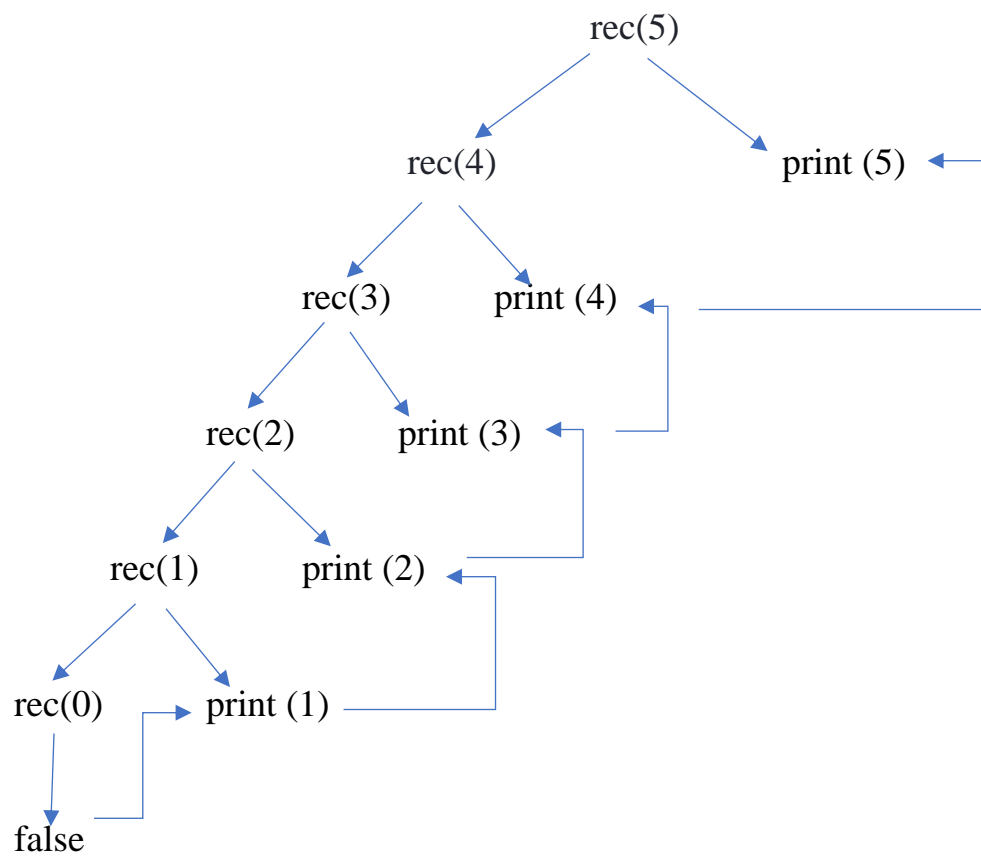 rec(5)
rec(4)
print (5)
rec(3)
print (4)
rec(2)
print (3)
rec(1)
print (2)
rec(0)
print (1)
false